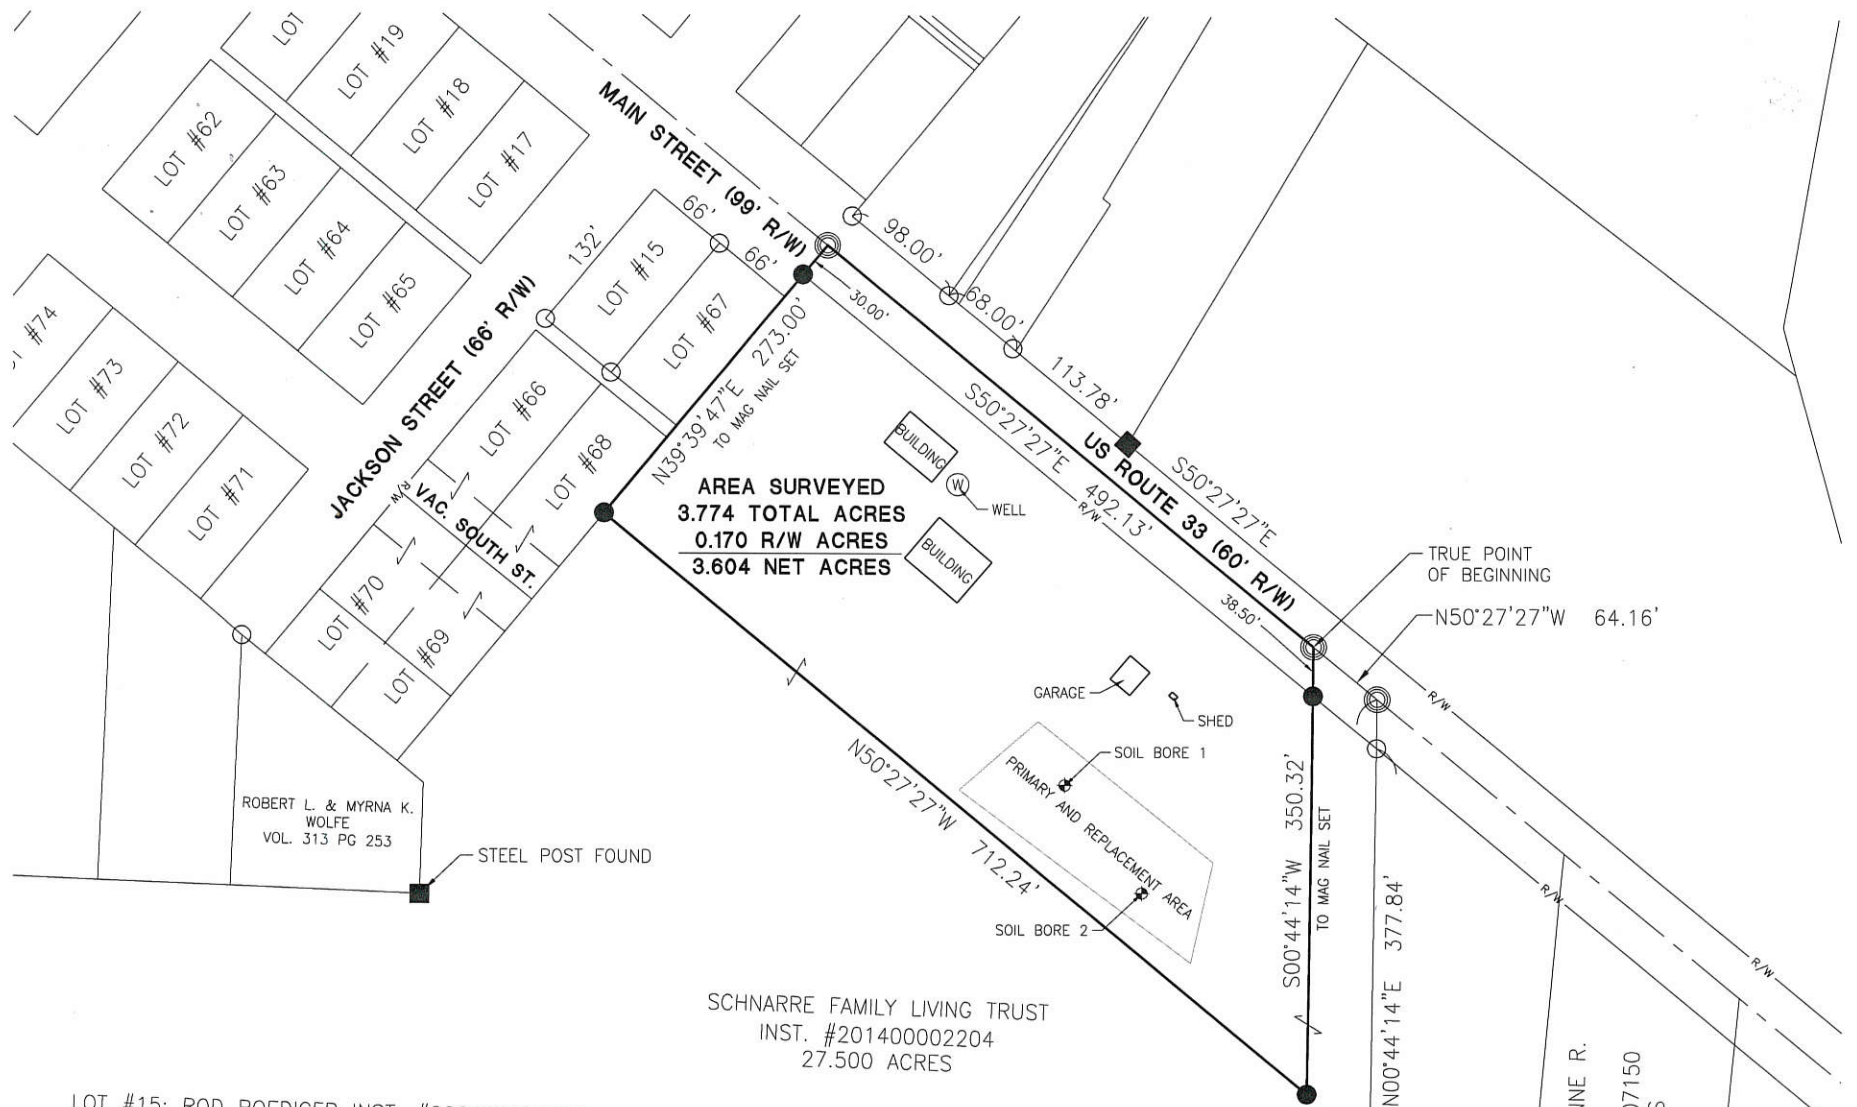 LOT
LOT #19
LOT #18
LOT #17
LOT #62
LOT #63
LOT #64
LOT #65
MAIN STREET (99' R/W)
66'
66'
132'
LOT #15
LOT #67
98.00'
68.00'
113.78'
30.00'
#74
LOT #73
LOT #72
LOT #71
JACKSON STREET (66' R/W)
LOT #66
LOT #68
R/W
VAC. SOUTH ST.
LOT #70
LOT #69
N39°39'47"E 273.00'
TO MAG NAIL SET
S50°27'27"E 492.13'
R/W
US ROUTE 33 (60' R/W)
S50°27'27"E
BUILDING
W
WELL
BUILDING
AREA SURVEYED
3.774 TOTAL ACRES
0.170 R/W ACRES
3.604 NET ACRES
TRUE POINT
OF BEGINNING
N50°27'27"W 64.16'
38.50'
GARAGE
SHED
SOIL BORE 1
PRIMARY AND REPLACEMENT AREA
SOIL BORE 2
N50°27'27"W 712.24'
S00°44'14"W 350.32'
TO MAG NAIL SET
N00°44'14"E 377.84'
R/W
R/W
R/W
ROBERT L. & MYRNA K.
WOLFE
VOL. 313 PG 253
STEEL POST FOUND
SCHNARRE FAMILY LIVING TRUST
INST. #201400002204
27.500 ACRES
NNE R.
07150
LOT #15: ROD ROEDIGER INST.